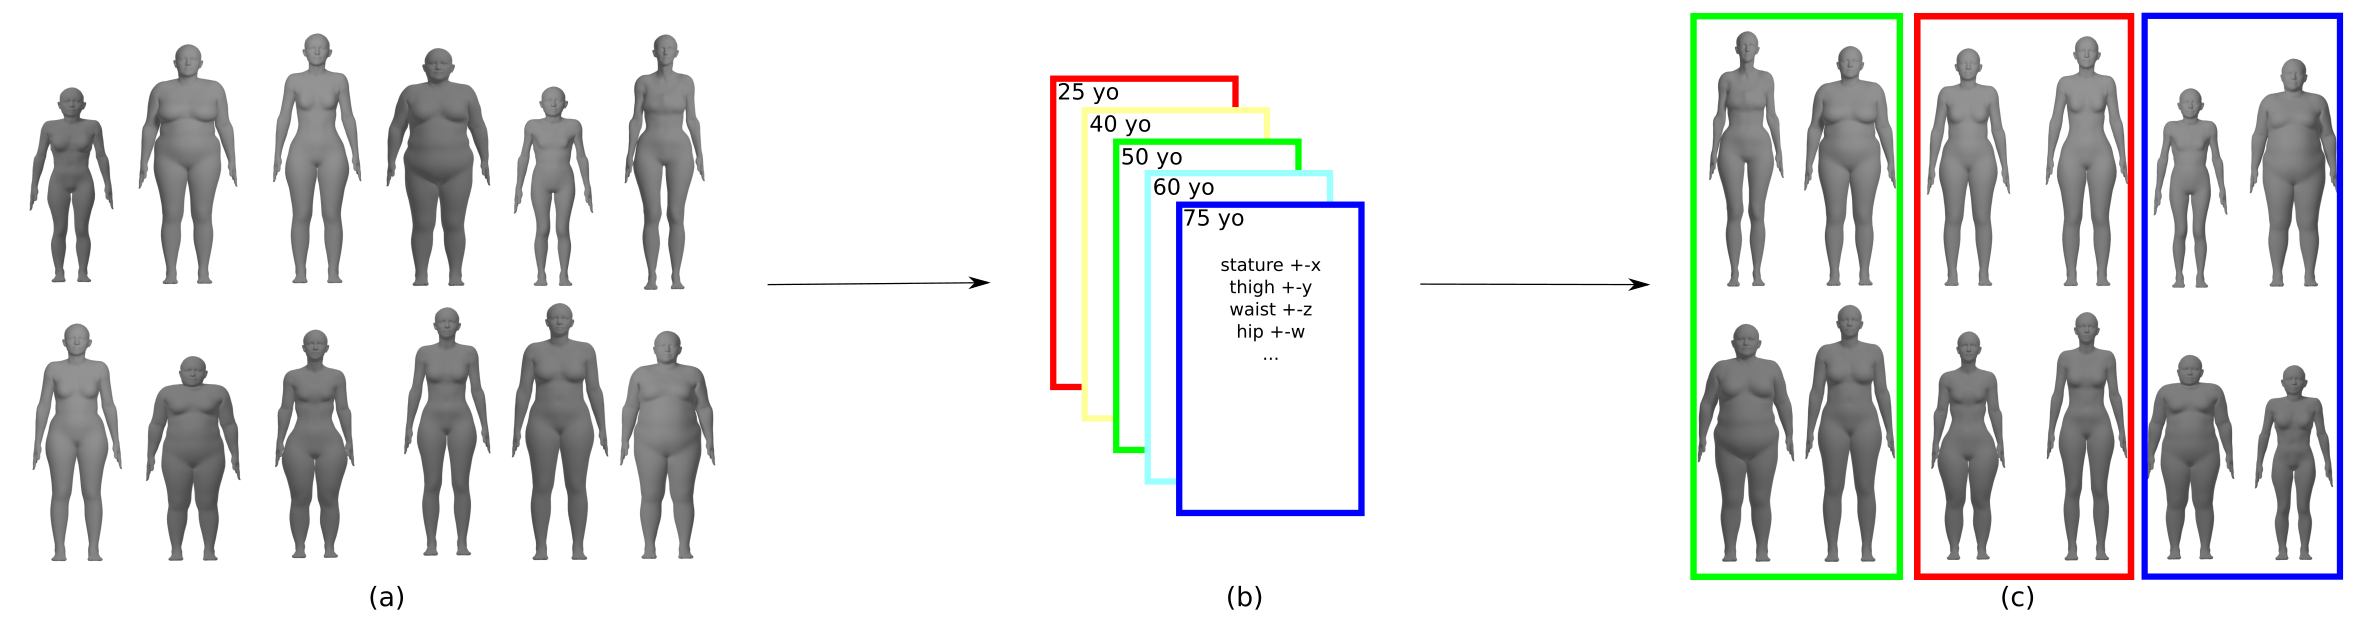 25 yo
40 yo
50 yo
60 yo
75 yo
stature +-x
thigh +-y
waist +-z
hip +-w
...
(a)
(b)
(c)